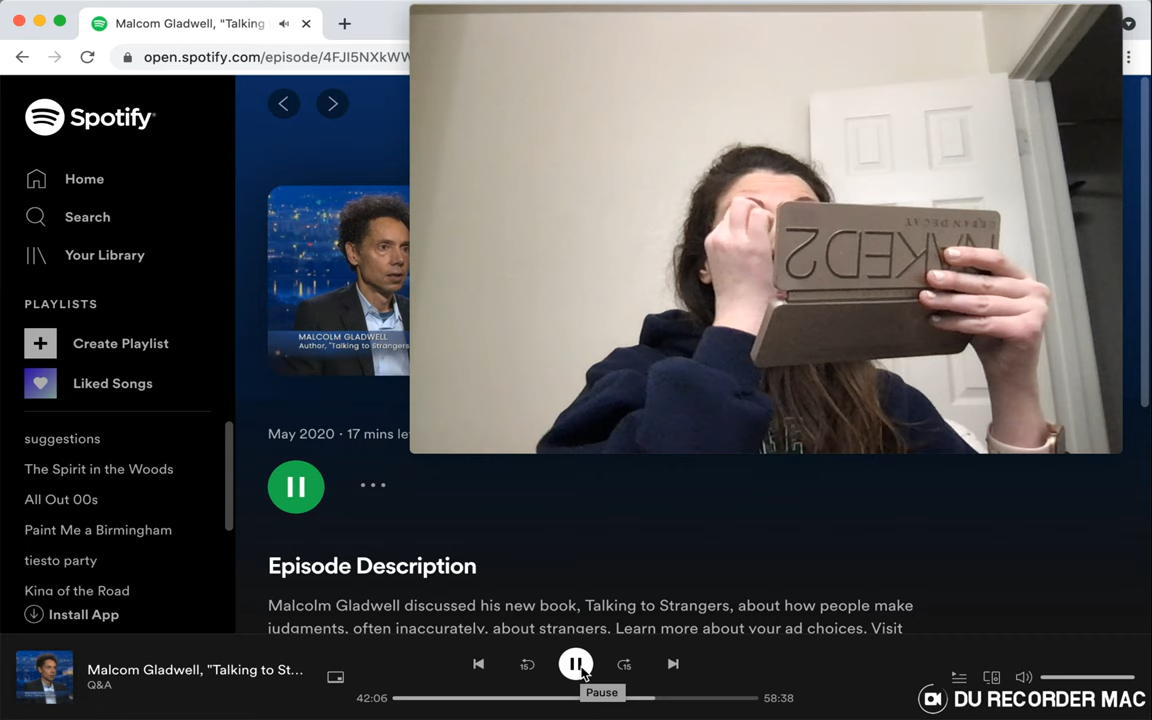 Malcom Gladwell, "Talking
open.spotify.com/episode/4FJI5NXkWW
Spotify
Home
Search
Your Library
PLAYLISTS
Create Playlist
Liked Songs
suggestions
The Spirit in the Woods
All Out 00s
Paint Me a Birmingham
tiesto party
King of the Road
Install App
MALCOLM GLADWELL
Author, "Talking to Strangers
URBAN DECAY
NAKED2
May 2020 · 17 mins le
Episode Description
Malcolm Gladwell discussed his new book, Talking to Strangers, about how people make
judgments, often inaccurately, about strangers. Learn more about your ad choices. Visit
Malcom Gladwell, "Talking to St...
Q&A
15
15
Pause
42:06
58:38
DU RECORDER MAC